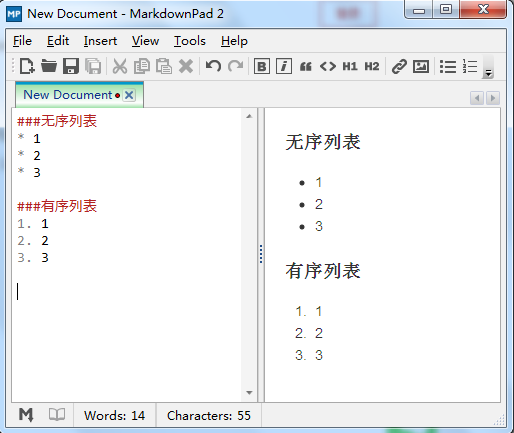 MP New Document - MarkdownPad 2
File Edit Insert View Tools Help
B i “ <> H1 H2
New Document
###无序列表
* 1
* 2
* 3
###有序列表
1. 1
2. 2
3. 3
无序列表
• 1
• 2
• 3
有序列表
1. 1
2. 2
3. 3
M Words: 14 Characters: 55